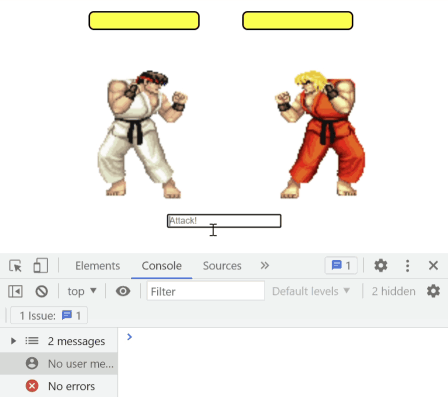 Attack!
Elements Console Sources » 1
top ▼ Filter Default levels ▼ 2 hidden
1 Issue: 1
2 messages
No user me...
No errors